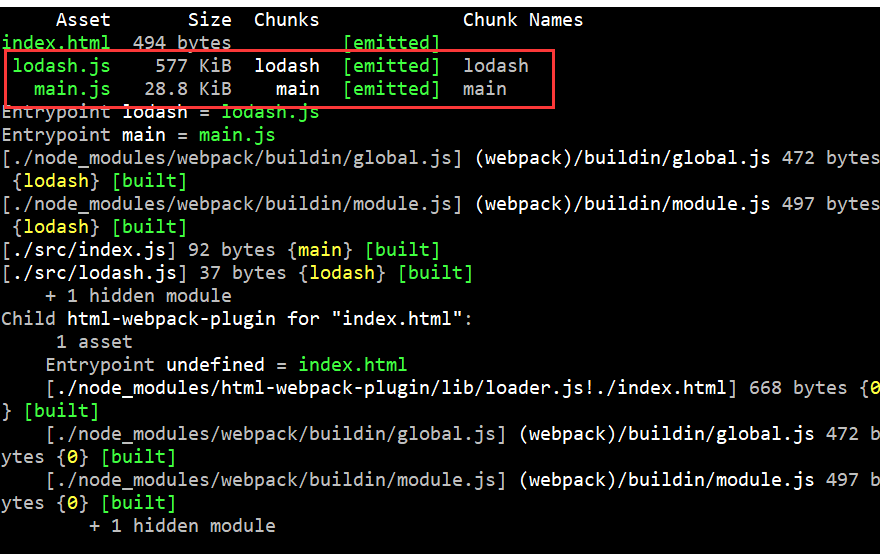 Asset Size Chunks Chunk Names
index.html 494 bytes [emitted]
lodash.js 577 KiB lodash [emitted] lodash
main.js 28.8 KiB main [emitted] main
Entrypoint lodash = lodash.js
Entrypoint main = main.js
[./node_modules/webpack/buildin/global.js] (webpack)/buildin/global.js 472 bytes
{lodash} [built]
[./node_modules/webpack/buildin/module.js] (webpack)/buildin/module.js 497 bytes
{lodash} [built]
[./src/index.js] 92 bytes {main} [built]
[./src/lodash.js] 37 bytes {lodash} [built]
+ 1 hidden module
Child html-webpack-plugin for "index.html":
1 asset
Entrypoint undefined = index.html
[./node_modules/html-webpack-plugin/lib/loader.js!./index.html] 668 bytes {0
} [built]
[./node_modules/webpack/buildin/global.js] (webpack)/buildin/global.js 472 b
ytes {0} [built]
[./node_modules/webpack/buildin/module.js] (webpack)/buildin/module.js 497 b
ytes {0} [built]
+ 1 hidden module